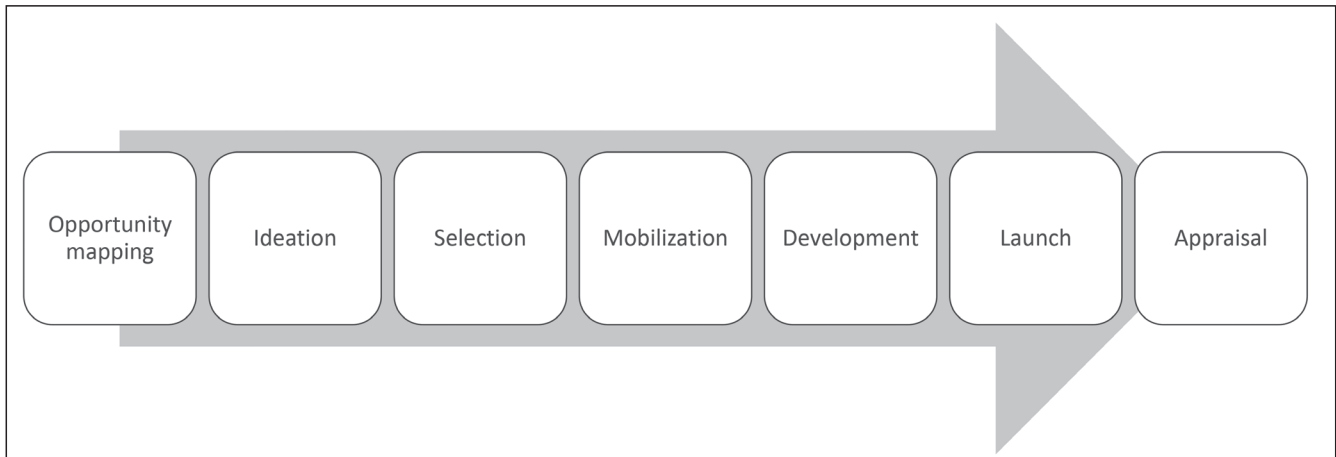 Opportunity
mapping
Ideation
Selection
Mobilization
Development
Launch
Appraisal